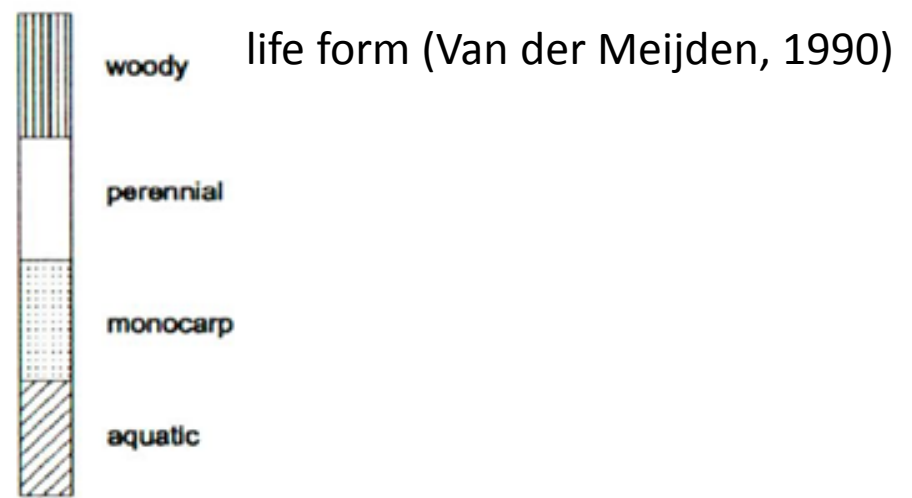 life form (Van der Meijden, 1990)
woody
perennial
monocarp
aquatic